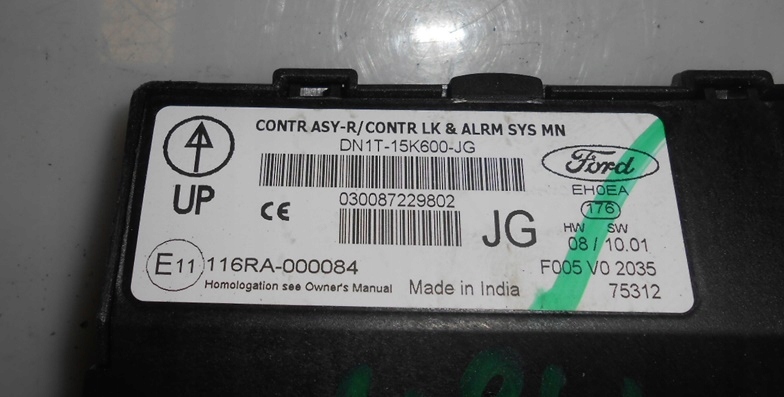 CONTR ASY-R/CONTR LK & ALRM SYS MN
DN1T-15K600-JG
Ford
EH0EA
UP
CE
030087229802
JG
176
HW SW
08 / 10.01
E11 116RA-000084
F005 V0 2035
Homologation see Owner's Manual
Made in India
75312